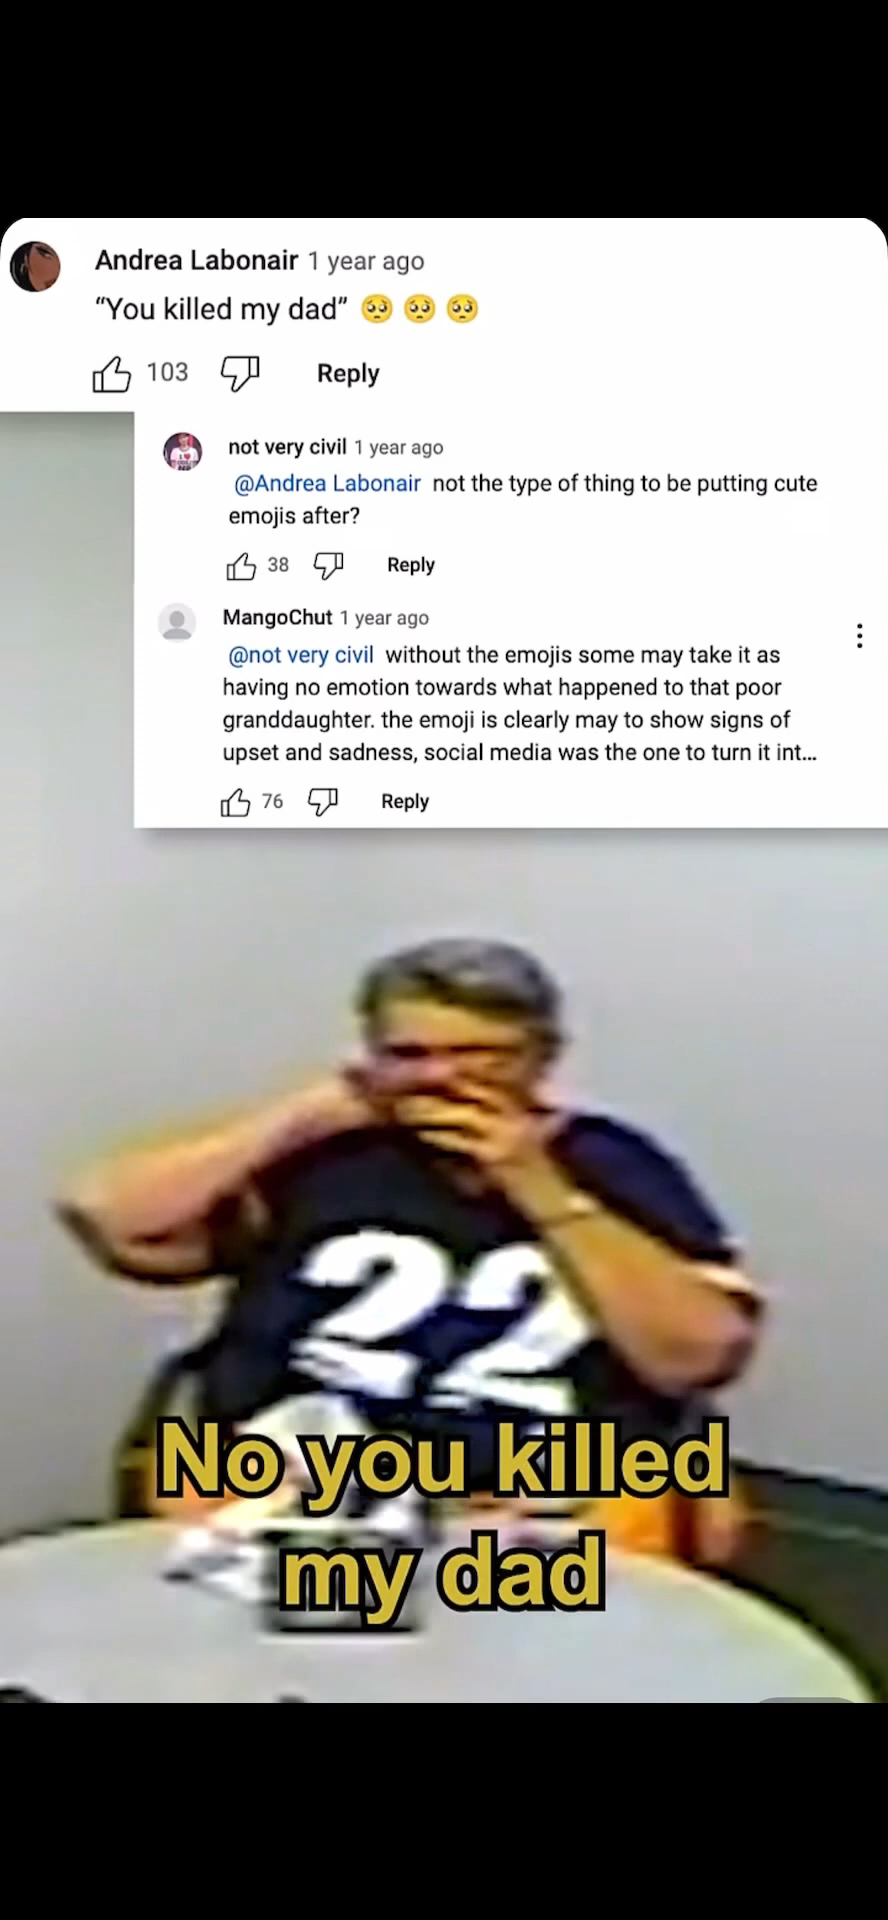 Andrea Labonair 1 year ago
“You killed my dad” 🥺 🥺 🥺
103 Reply
not very civil 1 year ago
@Andrea Labonair not the type of thing to be putting cute
emojis after?
38 Reply
MangoChut 1 year ago
@not very civil without the emojis some may take it as
having no emotion towards what happened to that poor
granddaughter. the emoji is clearly may to show signs of
upset and sadness, social media was the one to turn it int...
76 Reply
22
No you killed
my dad